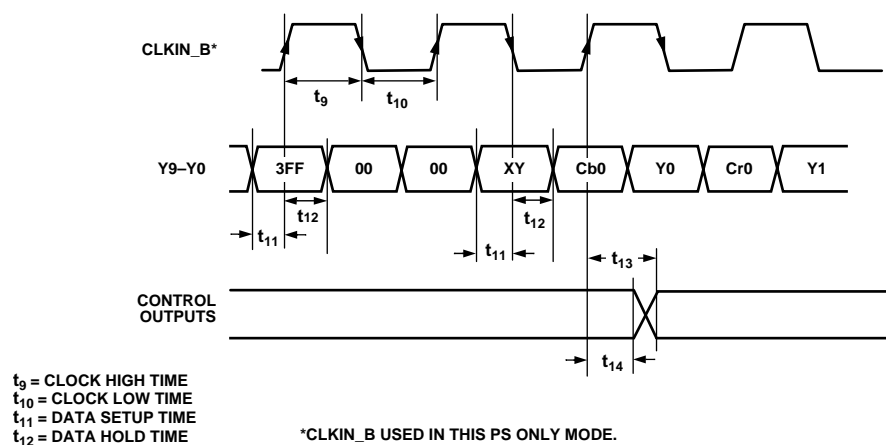 CLKIN_B*
t9
t10
Y9–Y0
3FF
00
00
XY
Cb0
Y0
Cr0
Y1
t12
t12
t11
t11
t13
CONTROL
OUTPUTS
t14
t9 = CLOCK HIGH TIME
t10 = CLOCK LOW TIME
t11 = DATA SETUP TIME
t12 = DATA HOLD TIME
*CLKIN_B USED IN THIS PS ONLY MODE.